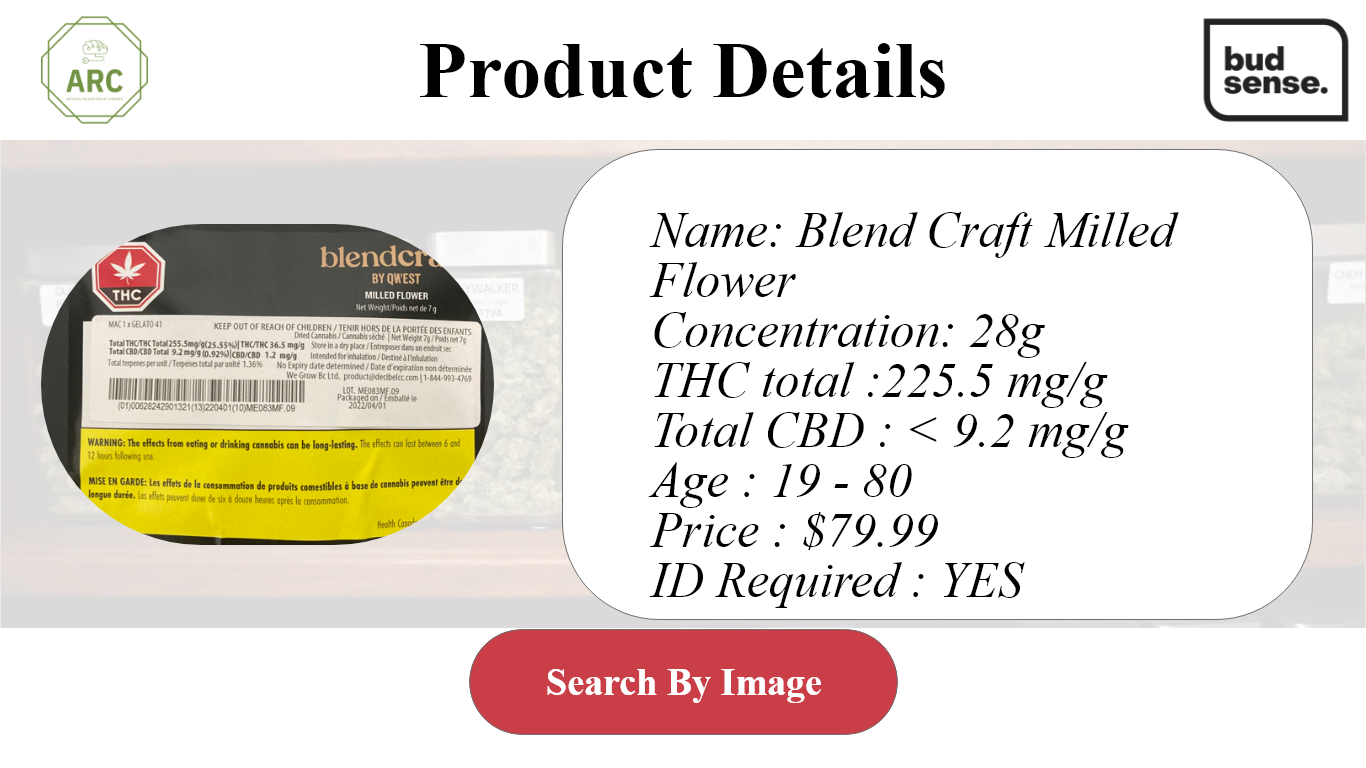 ARC
Product Details
bud
sense.
Name: Blend Craft Milled
Flower
Concentration: 28g
THC total :225.5 mg/g
Total CBD : < 9.2 mg/g
Age : 19 - 80
Price : $79.99
ID Required : YES
THC
blendcra
BY QWEST
MILLED FLOWER
Net Weight/Poids net de 7 g
MAC 1 x GELATO 41
KEEP OUT OF REACH OF CHILDREN / TENIR HORS DE LA PORTÉE DES ENFANTS
Dried Cannabis / Cannabis séché | Net Weight 7g / Poids net 7g
Total THC/THC Total 255.5mg/g(25.55%)| THC/THC 36.5 mg/g Store in a dry place / Entreposer dans un endroit sec
Total CBD/CBD Total 9.2 mg/g (0.92%)|CBD/CBD 1.2 mg/g Intended for inhalation / Destiné à l'inhalation
Total terpenes per unit / Terpenes total par unité 1.36% No Expiry date determined / Date d'expiration non déterminée
We Grow Bc Ltd. product@decibelcc.com | 1-844-993-4769
LOT. ME083MF.09
Packaged on / Emballé le
2022/04/01
(01)00628242901321(13)220401(10)ME083MF.09
WARNING: The effects from eating or drinking cannabis can be long-lasting. The effects can last between 6 and
12 hours following use.
MISE EN GARDE: Les effets de la consommation de produits comestibles à base de cannabis peuvent être de
longue durée. Les effets peuvent durer de six à douze heures après la consommation.
Health Canad
Search By Image